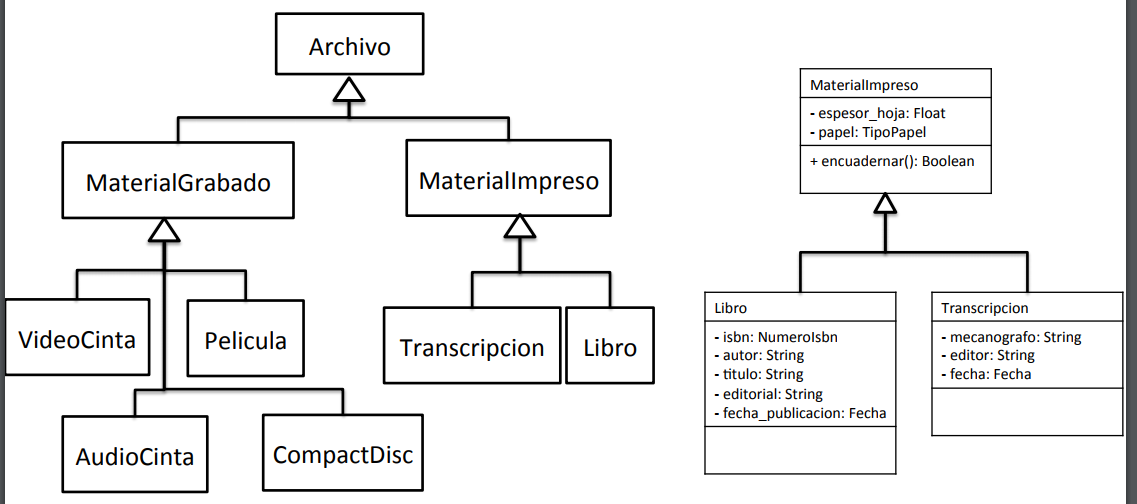 Archivo
MaterialGrabado
MaterialImpreso
VideoCinta
Pelicula
Transcripcion
Libro
AudioCinta
CompactDisc
MaterialImpreso
- espesor_hoja: Float
- papel: TipoPapel
+ encuadernar(): Boolean
Libro
- isbn: NumeroIsbn
- autor: String
- titulo: String
- editorial: String
- fecha_publicacion: Fecha
Transcripcion
- mecanografo: String
- editor: String
- fecha: Fecha